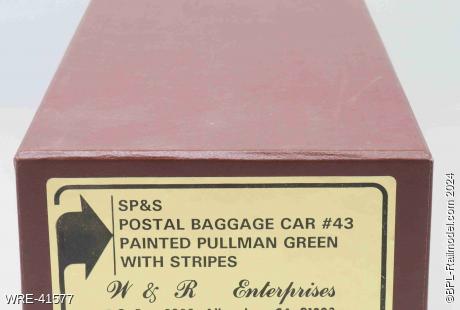 SP&S
POSTAL BAGGAGE CAR #43
PAINTED PULLMAN GREEN
WITH STRIPES
W & R Enterprises
WRE-41577
©BPL-Railmodel.com 2024